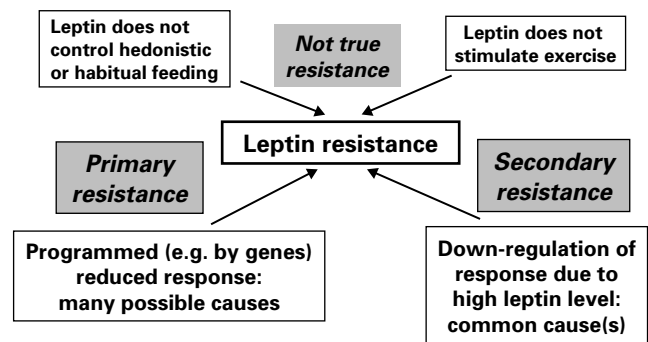 Leptin does not
control hedonistic
or habitual feeding
Not true
resistance
Leptin does not
stimulate exercise
Leptin resistance
Primary
resistance
Secondary
resistance
Programmed (e.g. by genes)
reduced response:
many possible causes
Down-regulation of
response due to
high leptin level:
common cause(s)